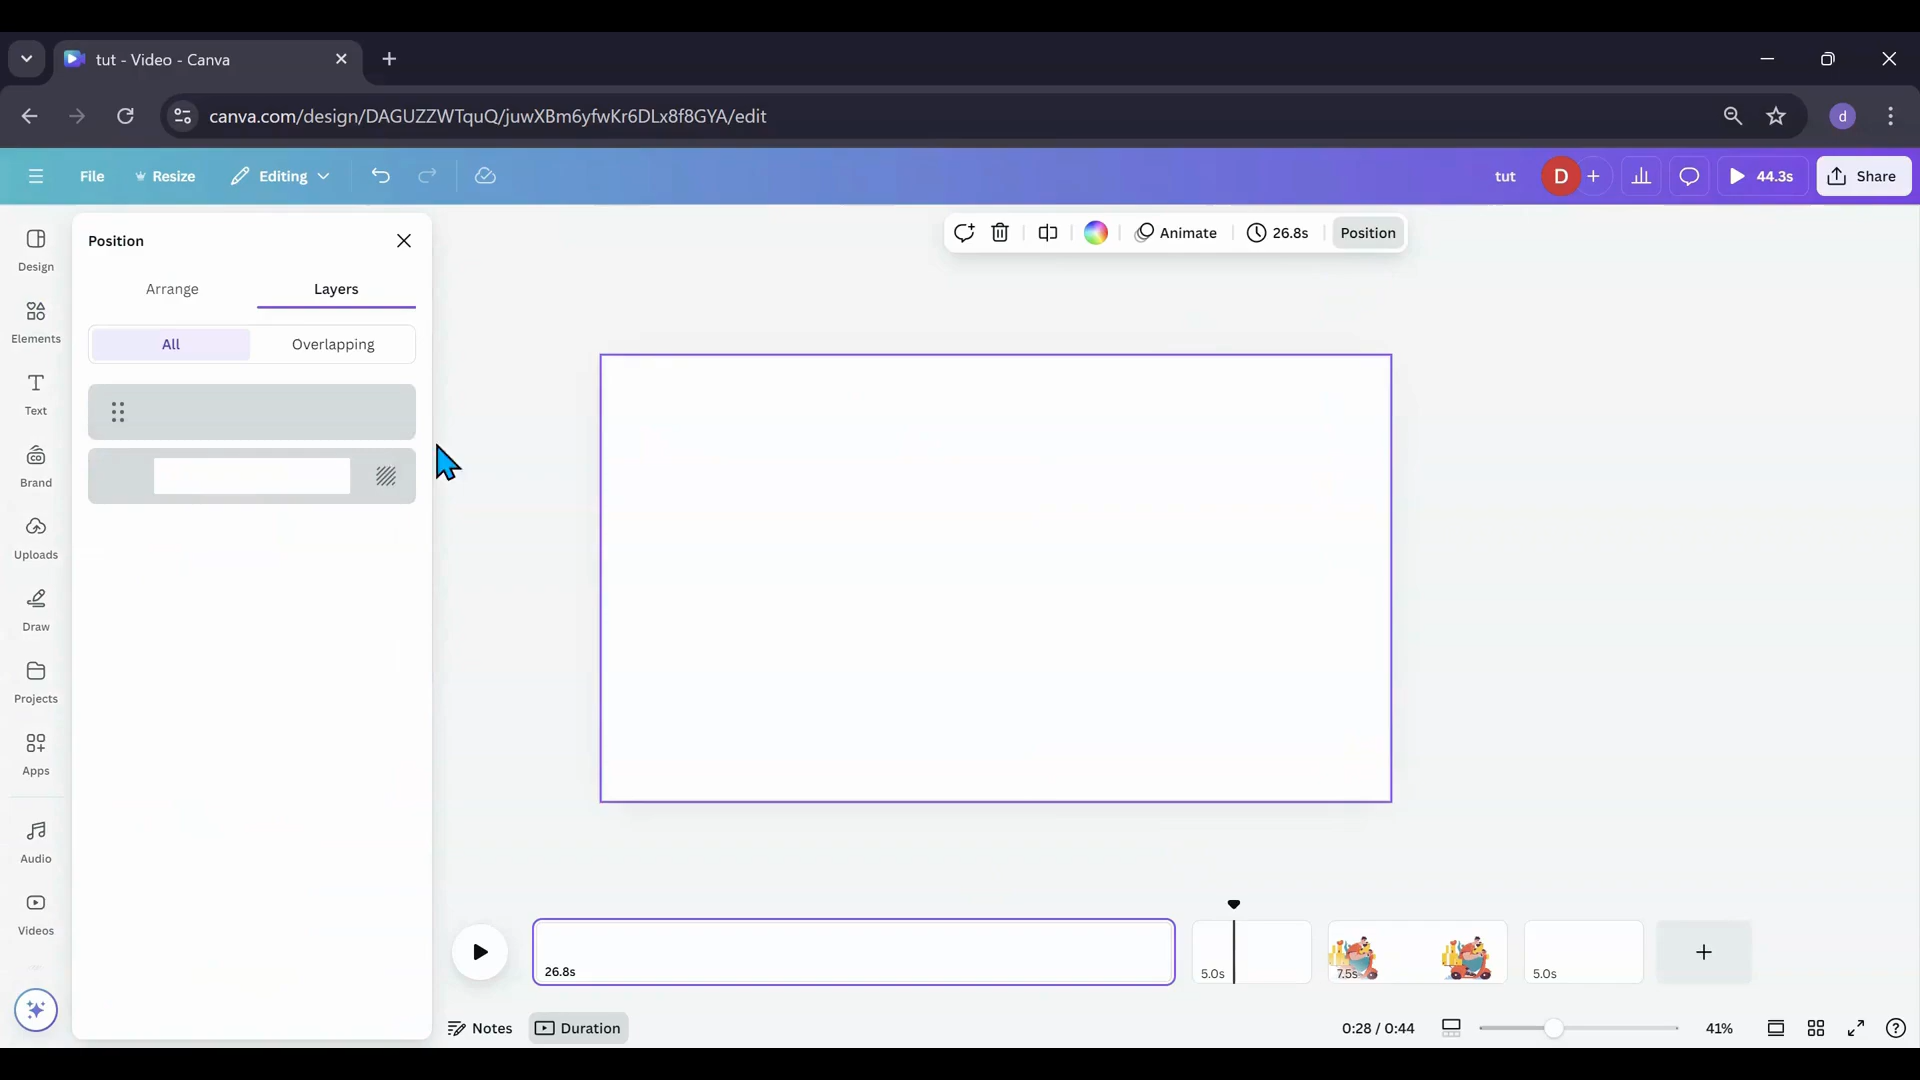 tut - Video - Canva
canva.com/design/DAGUZZWTquQ/juwXBm6yfwKr6DLx8f8GYA/edit
d
File
Resize
Editing
tut
D
44.3s
Share
Position
Animate
26.8s
Position
Arrange
Layers
All
Overlapping
Design
Elements
Text
Brand
Uploads
Draw
Projects
Apps
Audio
Videos
26.8s
5.0s
7.5s
5.0s
Notes
Duration
0:28 / 0:44
41%